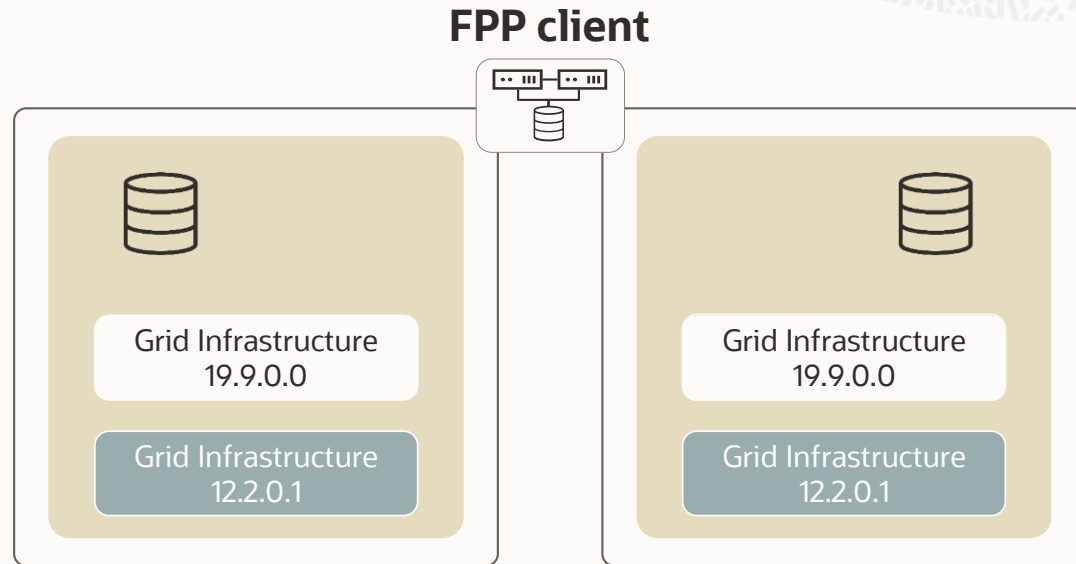 FPP client
Grid Infrastructure
19.9.0.0
Grid Infrastructure
12.2.0.1
Grid Infrastructure
19.9.0.0
Grid Infrastructure
12.2.0.1